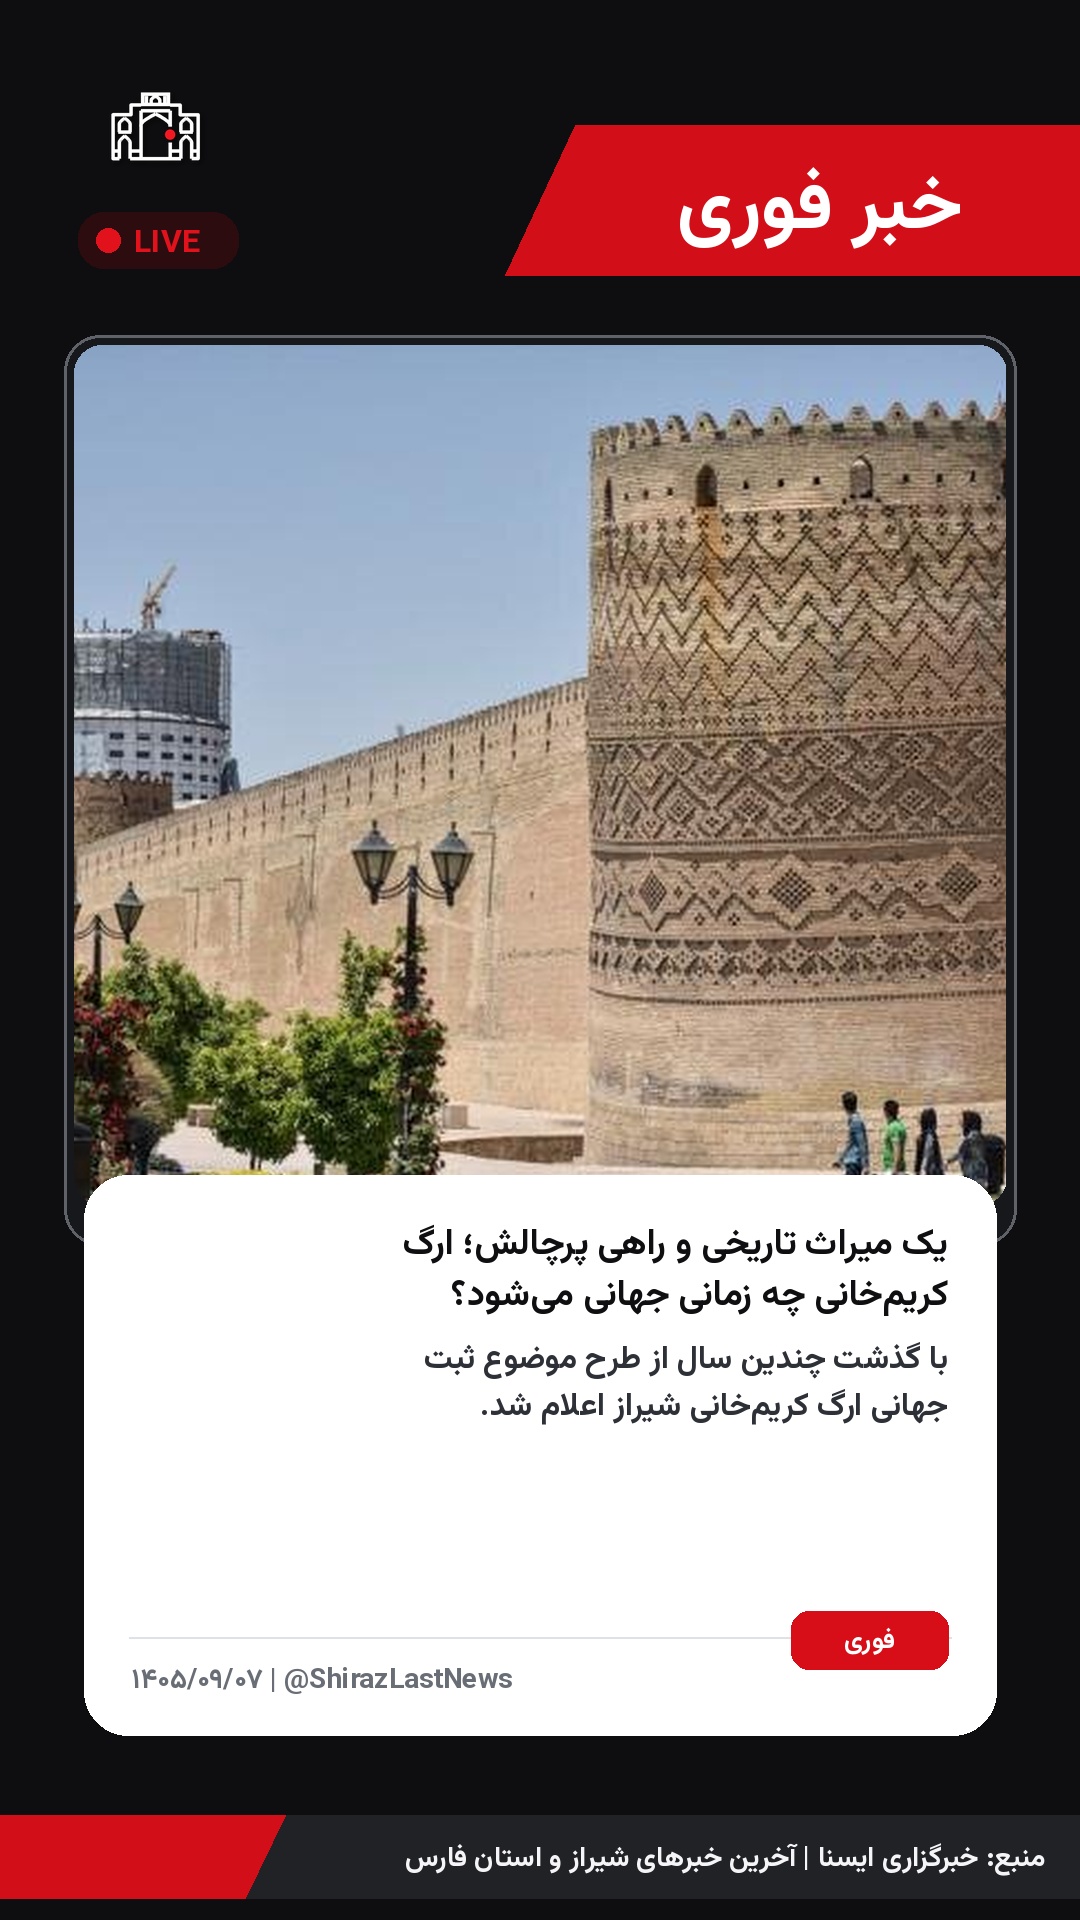 خبر فوری
LIVE
یک میراث تاریخی و راهی پرچالش؛ ارگ
کریم‌خانی چه زمانی جهانی می‌شود؟
با گذشت چندین سال از طرح موضوع ثبت
جهانی ارگ کریم‌خانی شیراز اعلام شد.
فوری
۱۴۰۵/۰۹/۰۷ | @ShirazLastNews
منبع: خبرگزاری ایسنا | آخرین خبرهای شیراز و استان فارس